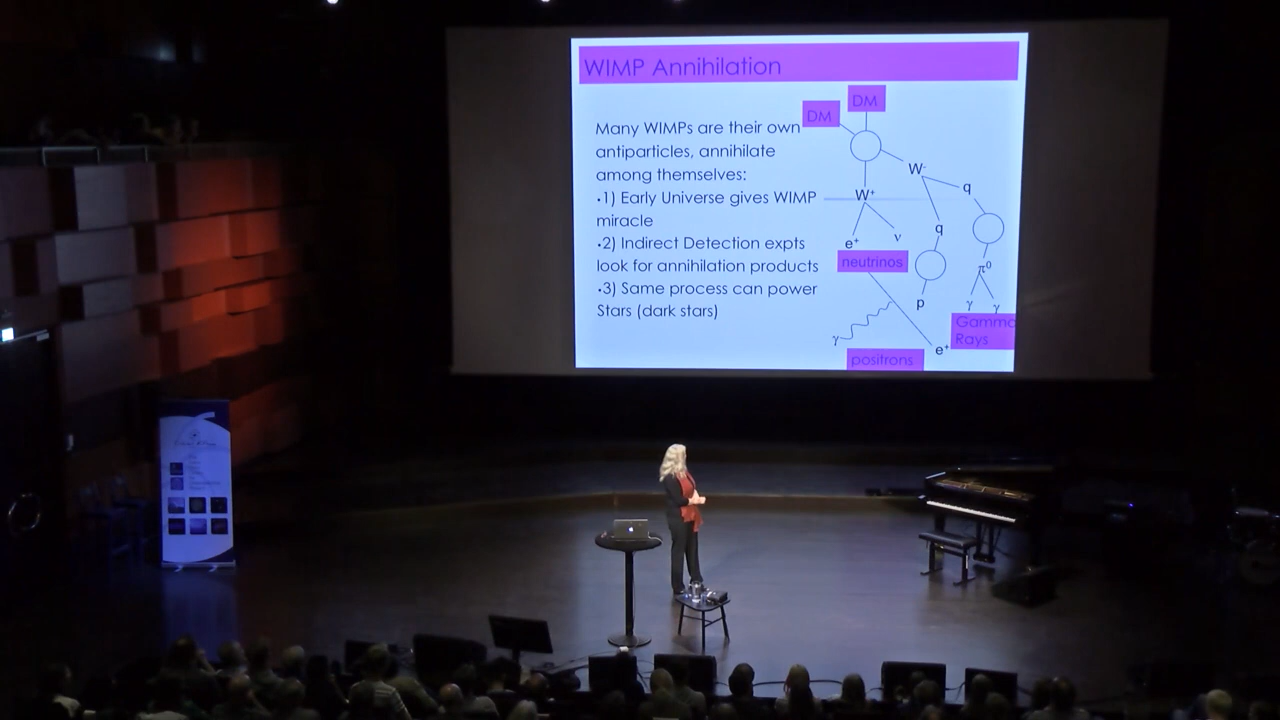 WIMP Annihilation
DM
DM
Many WIMPs are their own
antiparticles, annihilate
among themselves:
•1) Early Universe gives WIMP
miracle
•2) Indirect Detection expts
look for annihilation products
•3) Same process can power
Stars (dark stars)
W-
q
W+
q
e+
ν
neutrinos
π0
p
γ
γ
Gamma
Rays
γ
e+
positrons